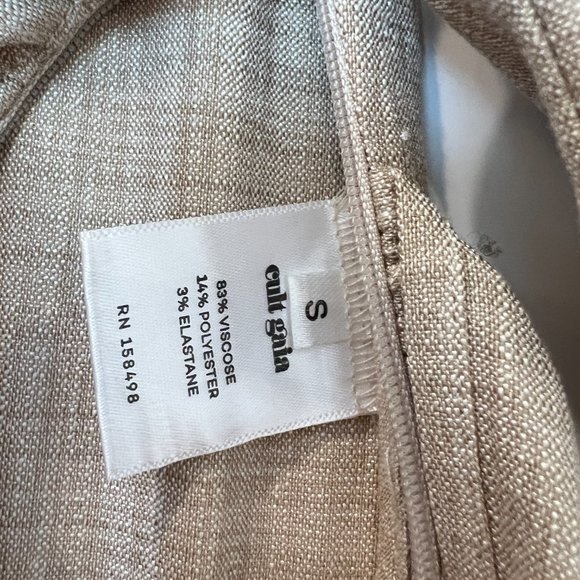 S
cult gaia
83% VISCOSE
14% POLYESTER
3% ELASTANE
RN 158498